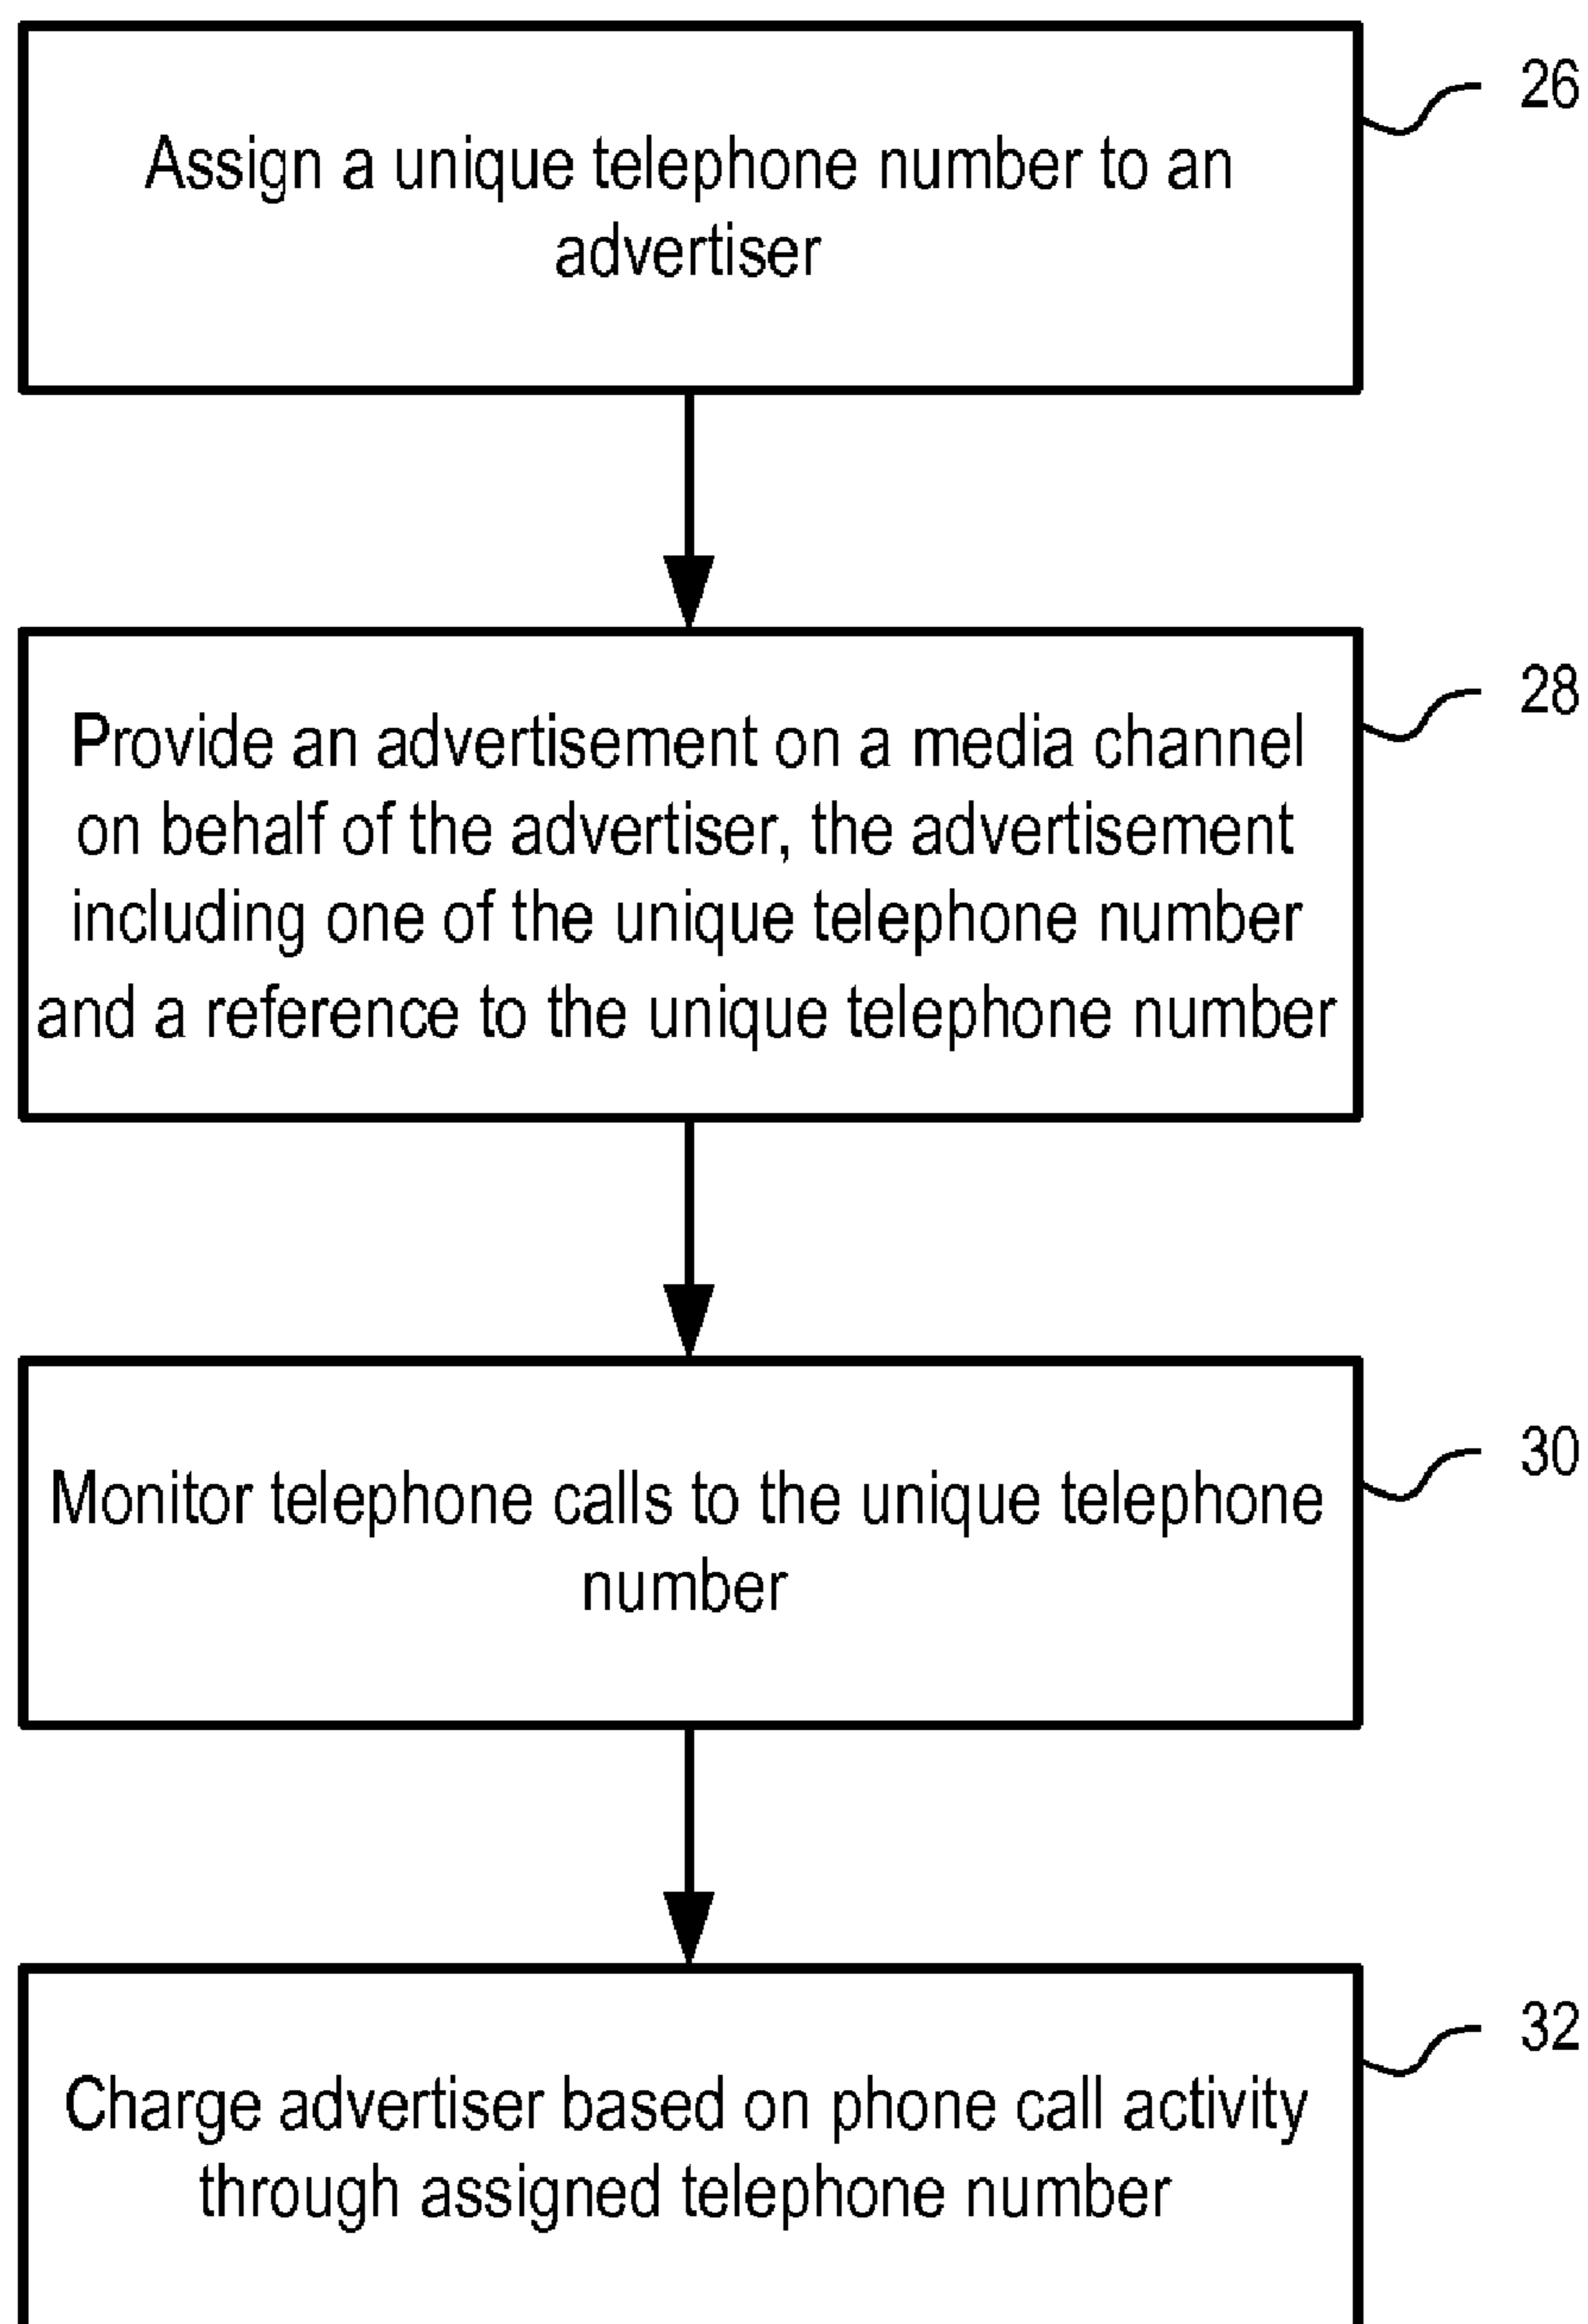 26
Assign a unique telephone number to an
advertiser
28
Provide an advertisement on a media channel
on behalf of the advertiser, the advertisement
including one of the unique telephone number
and a reference to the unique telephone number
30
Monitor telephone calls to the unique telephone
number
32
Charge advertiser based on phone call activity
through assigned telephone number